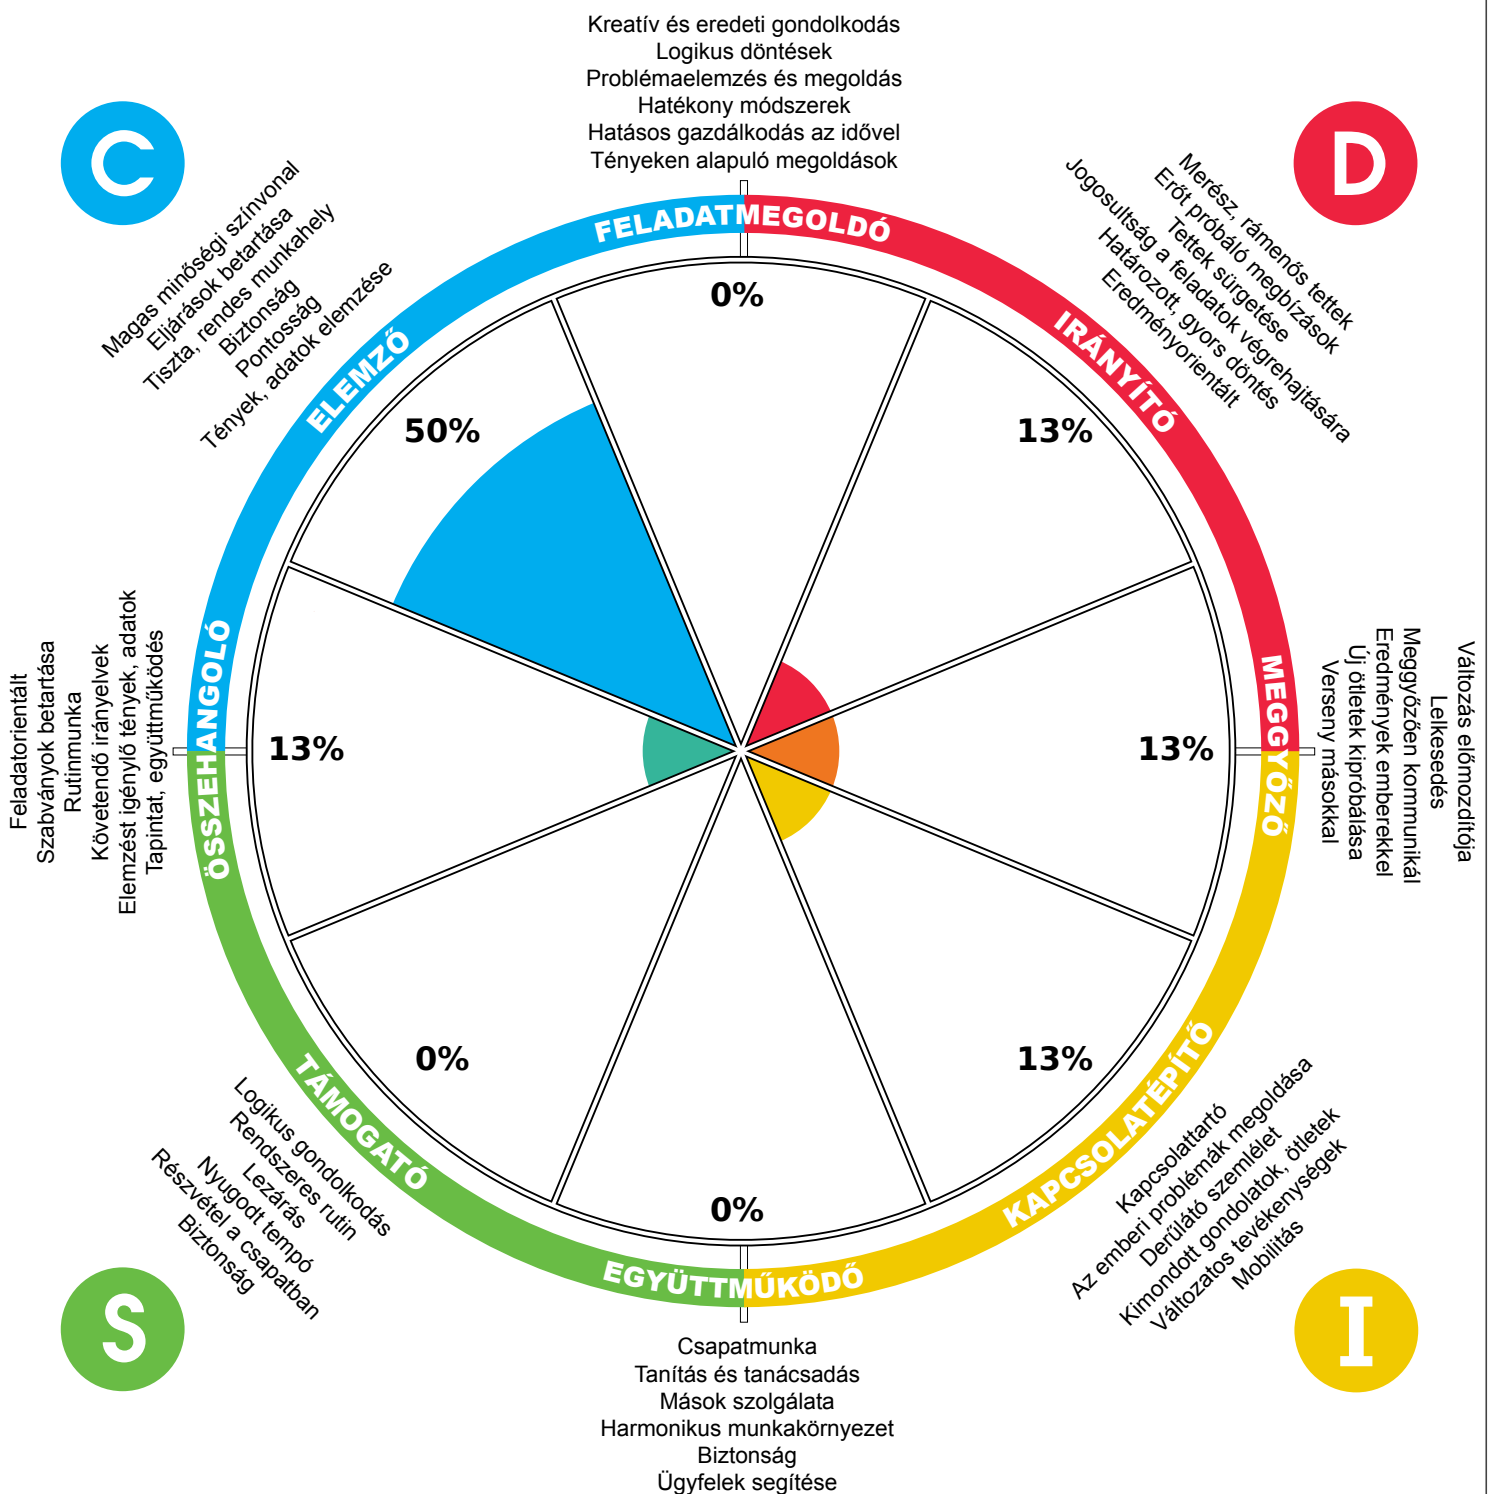 Kreatív és eredeti gondolkodás
Logikus döntések
Problémaelemzés és megoldás
Hatékony módszerek
Hatásos gazdálkodás az idővel
Tényeken alapuló megoldások
C
D
Magas minőségi színvonal
Eljárások betartása
Tiszta, rendes munkahely
Biztonság
Pontosság
Tények, adatok elemzése
Merész, rámenős tettek
Erőt próbáló megbízások
Tettek sürgetése
Jogosultság a feladatok végrehajtására
Határozott, gyors döntés
Eredményorientált
FELADATMEGOLDÓ
ELEMZŐ
IRÁNYÍTÓ
0%
50%
13%
13%
13%
0%
13%
0%
ÖSSZEHANGOLÓ
MEGGYŐZŐ
Feladatorientált
Szabványok betartása
Rutinmunka
Követendő irányelvek
Elemzést igénylő tények, adatok
Tapintat, együttműködés
Változás előmozdítója
Lelkesedés
Meggyőzően kommunikál
Eredmények emberekkel
Új ötletek kipróbálása
Verseny másokkal
TÁMOGATÓ
KAPCSOLATÉPÍTŐ
EGYÜTTMŰKÖDŐ
Logikus gondolkodás
Rendszeres rutin
Lezárás
Nyugodt tempó
Részvétel a csapatban
Biztonság
Kapcsolattartó
Az emberi problémák megoldása
Derűlátó szemlélet
Kimondott gondolatok, ötletek
Változatos tevékenységek
Mobilitás
S
I
Csapatmunka
Tanítás és tanácsadás
Mások szolgálata
Harmonikus munkakörnyezet
Biztonság
Ügyfelek segítése